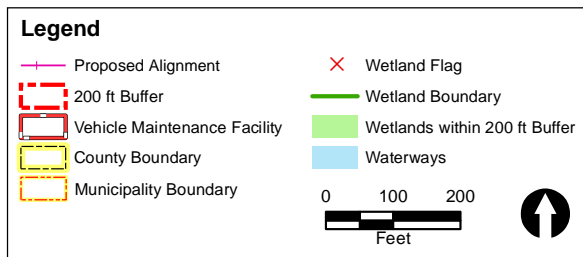 Legend
Proposed Alignment
200 ft Buffer
Vehicle Maintenance Facility
County Boundary
Municipality Boundary
Wetland Flag
Wetland Boundary
Wetlands within 200 ft Buffer
Waterways
0 100 200
Feet